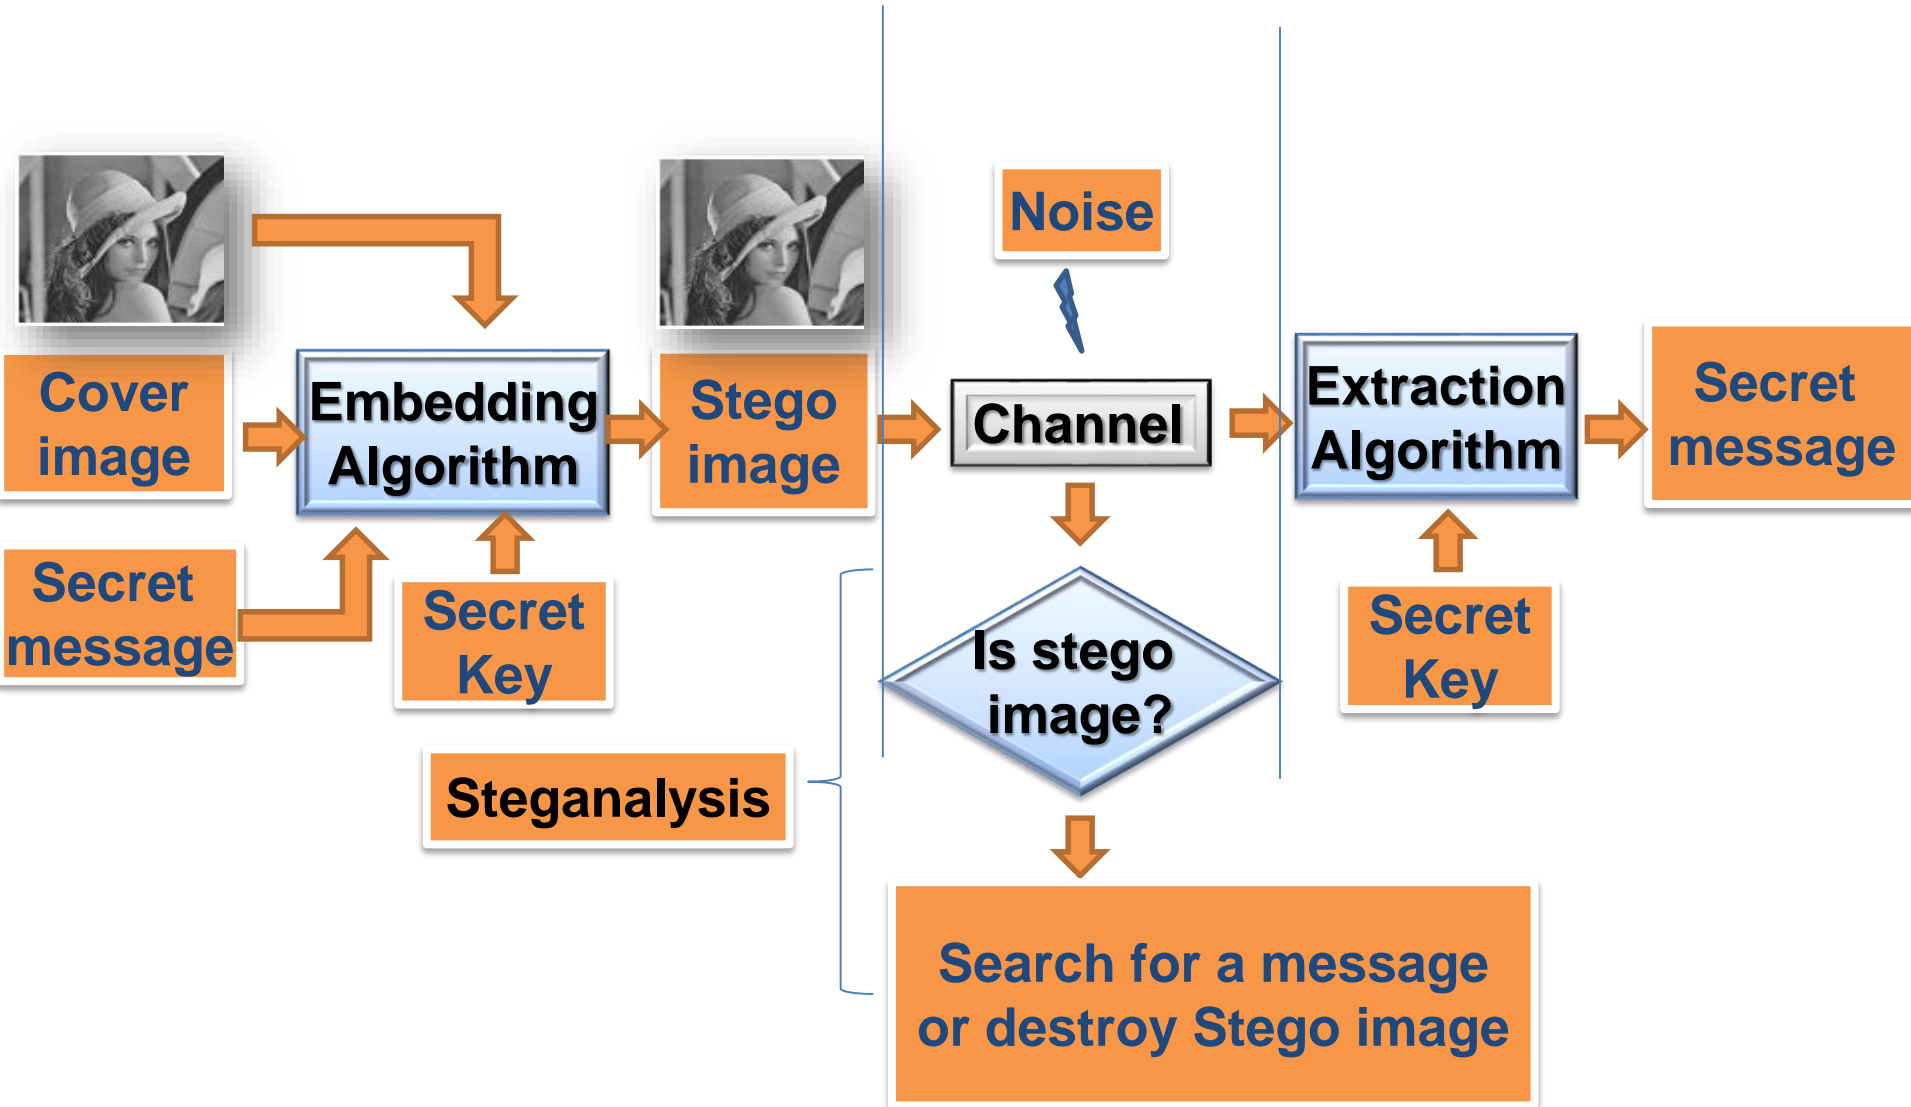 Cover
image
Secret
message
Embedding
Algorithm
Secret
Key
Stego
image
Noise
Channel
Extraction
Algorithm
Secret
Key
Secret
message
Is stego
image?
Steganalysis
Search for a message
or destroy Stego image